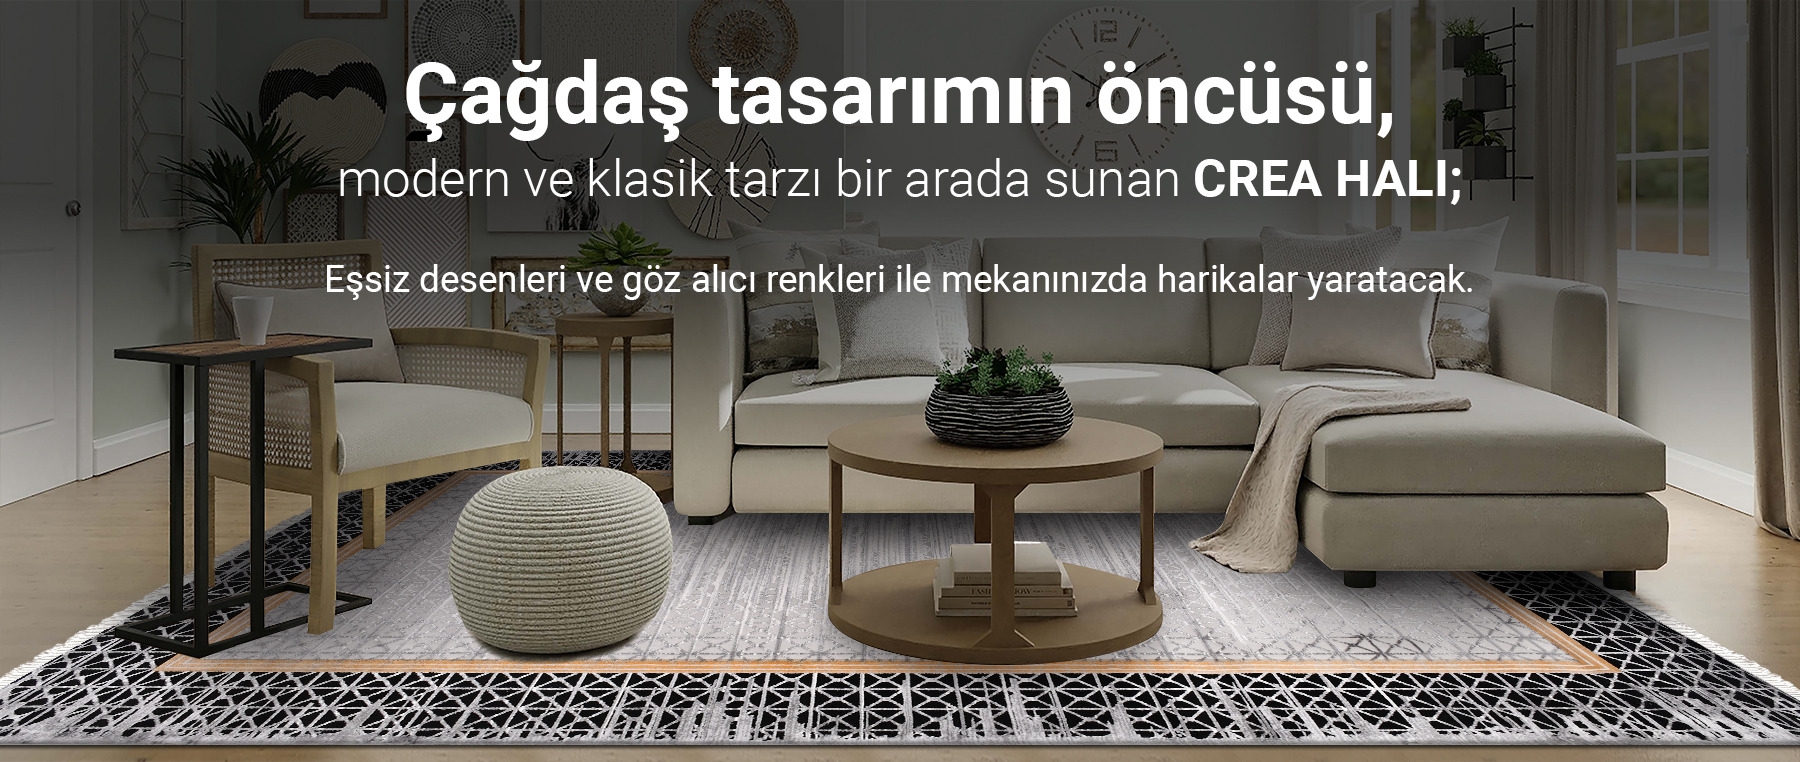 Çağdaş tasarımın öncüsü,
modern ve klasik tarzı bir arada sunan CREA HALI;
Eşsiz desenleri ve göz alıcı renkleri ile mekanınızda harikalar yaratacak.